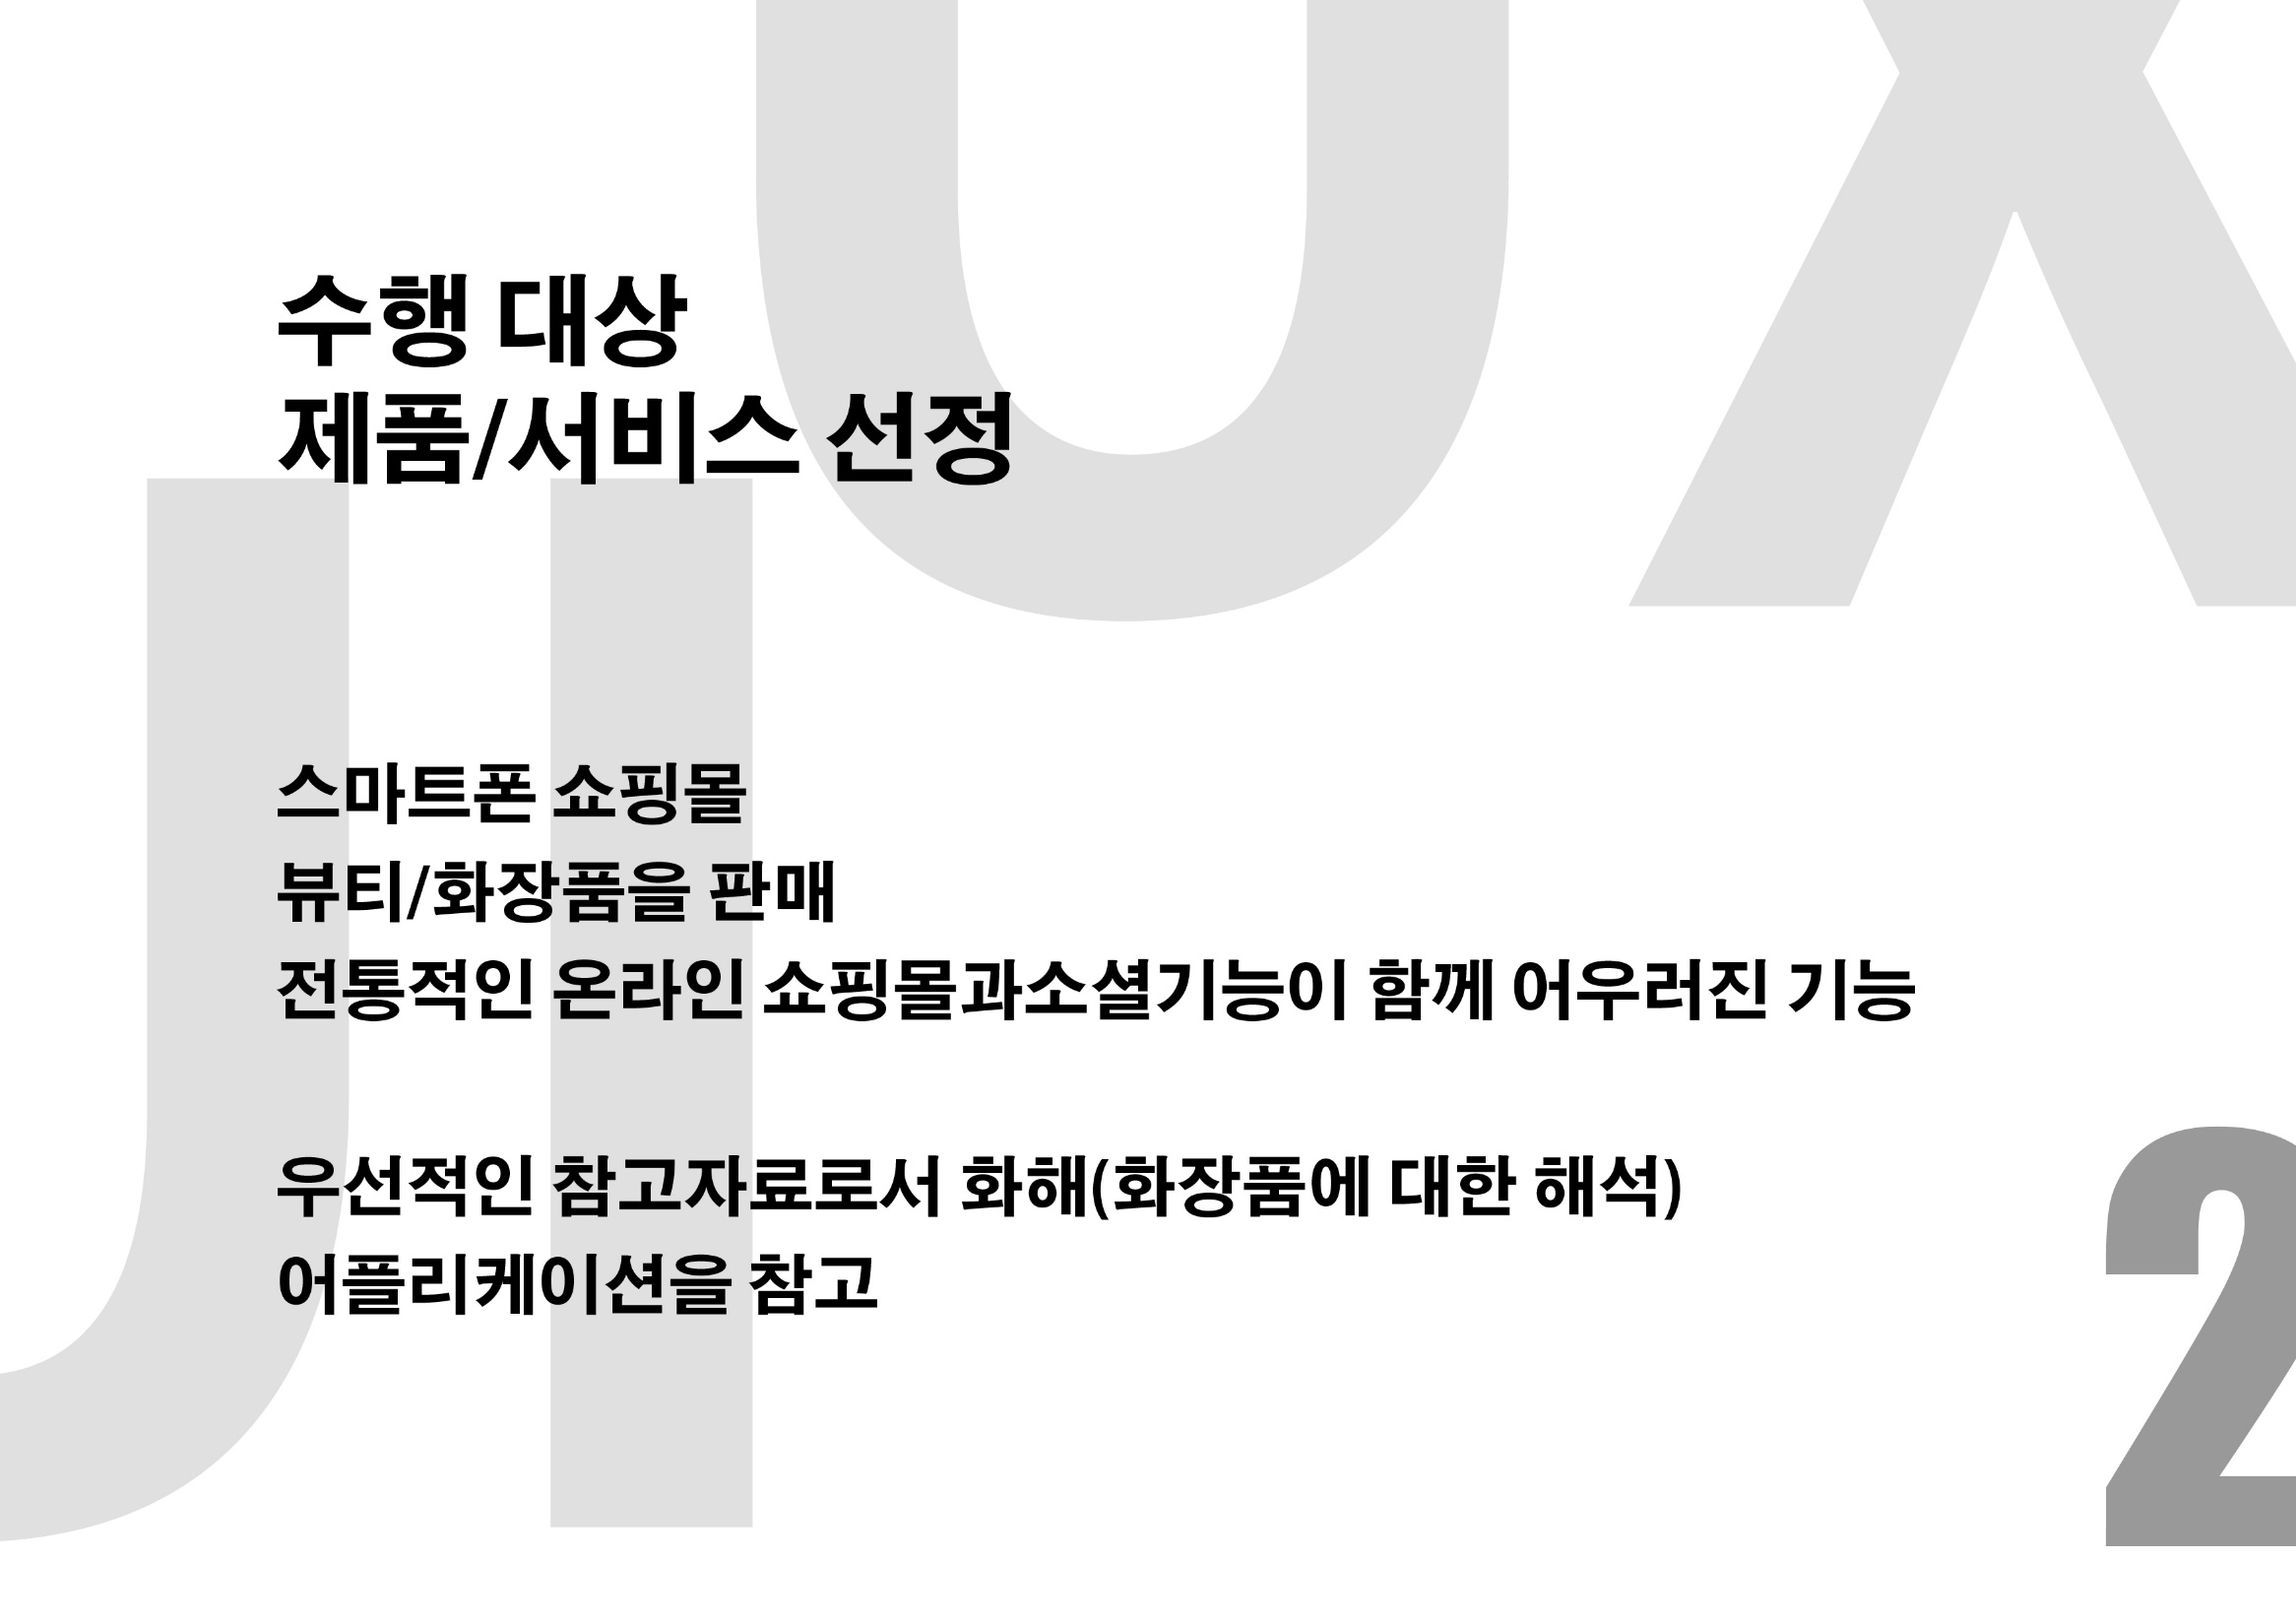 UX
UI
수행 대상
제품/서비스 선정
스마트폰 쇼핑몰
뷰티/화장품을 판매
전통적인 온라인 쇼핑몰과 소셜기능이 함께 어우러진 기능
우선적인 참고자료로서 화해(화장품에 대한 해석)
어플리케이션을 참고
2